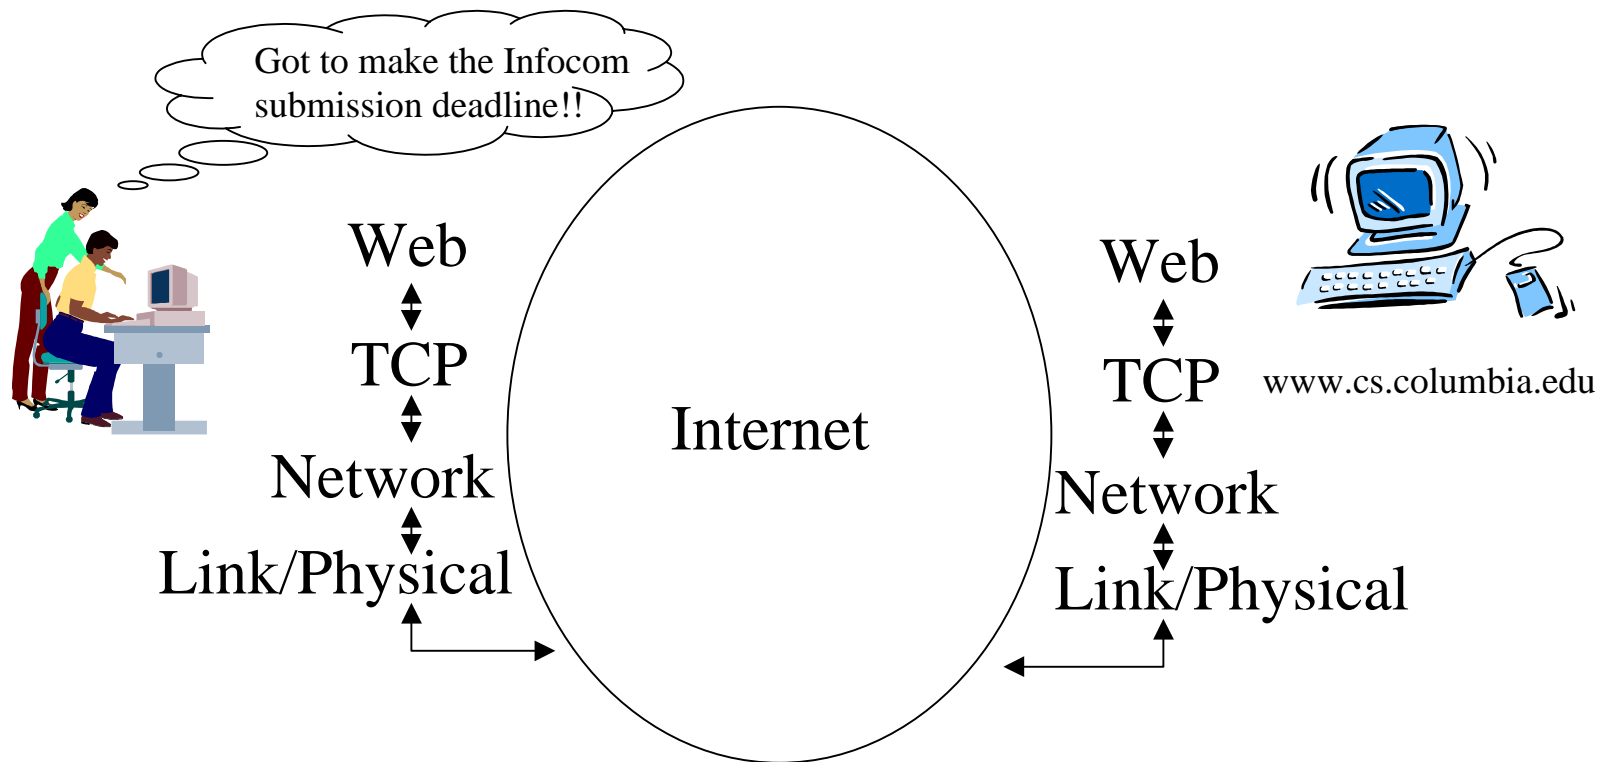 Got to make the Infocom
submission deadline!!
Web
TCP
Network
Link/Physical
Internet
Web
TCP
Network
Link/Physical
www.cs.columbia.edu